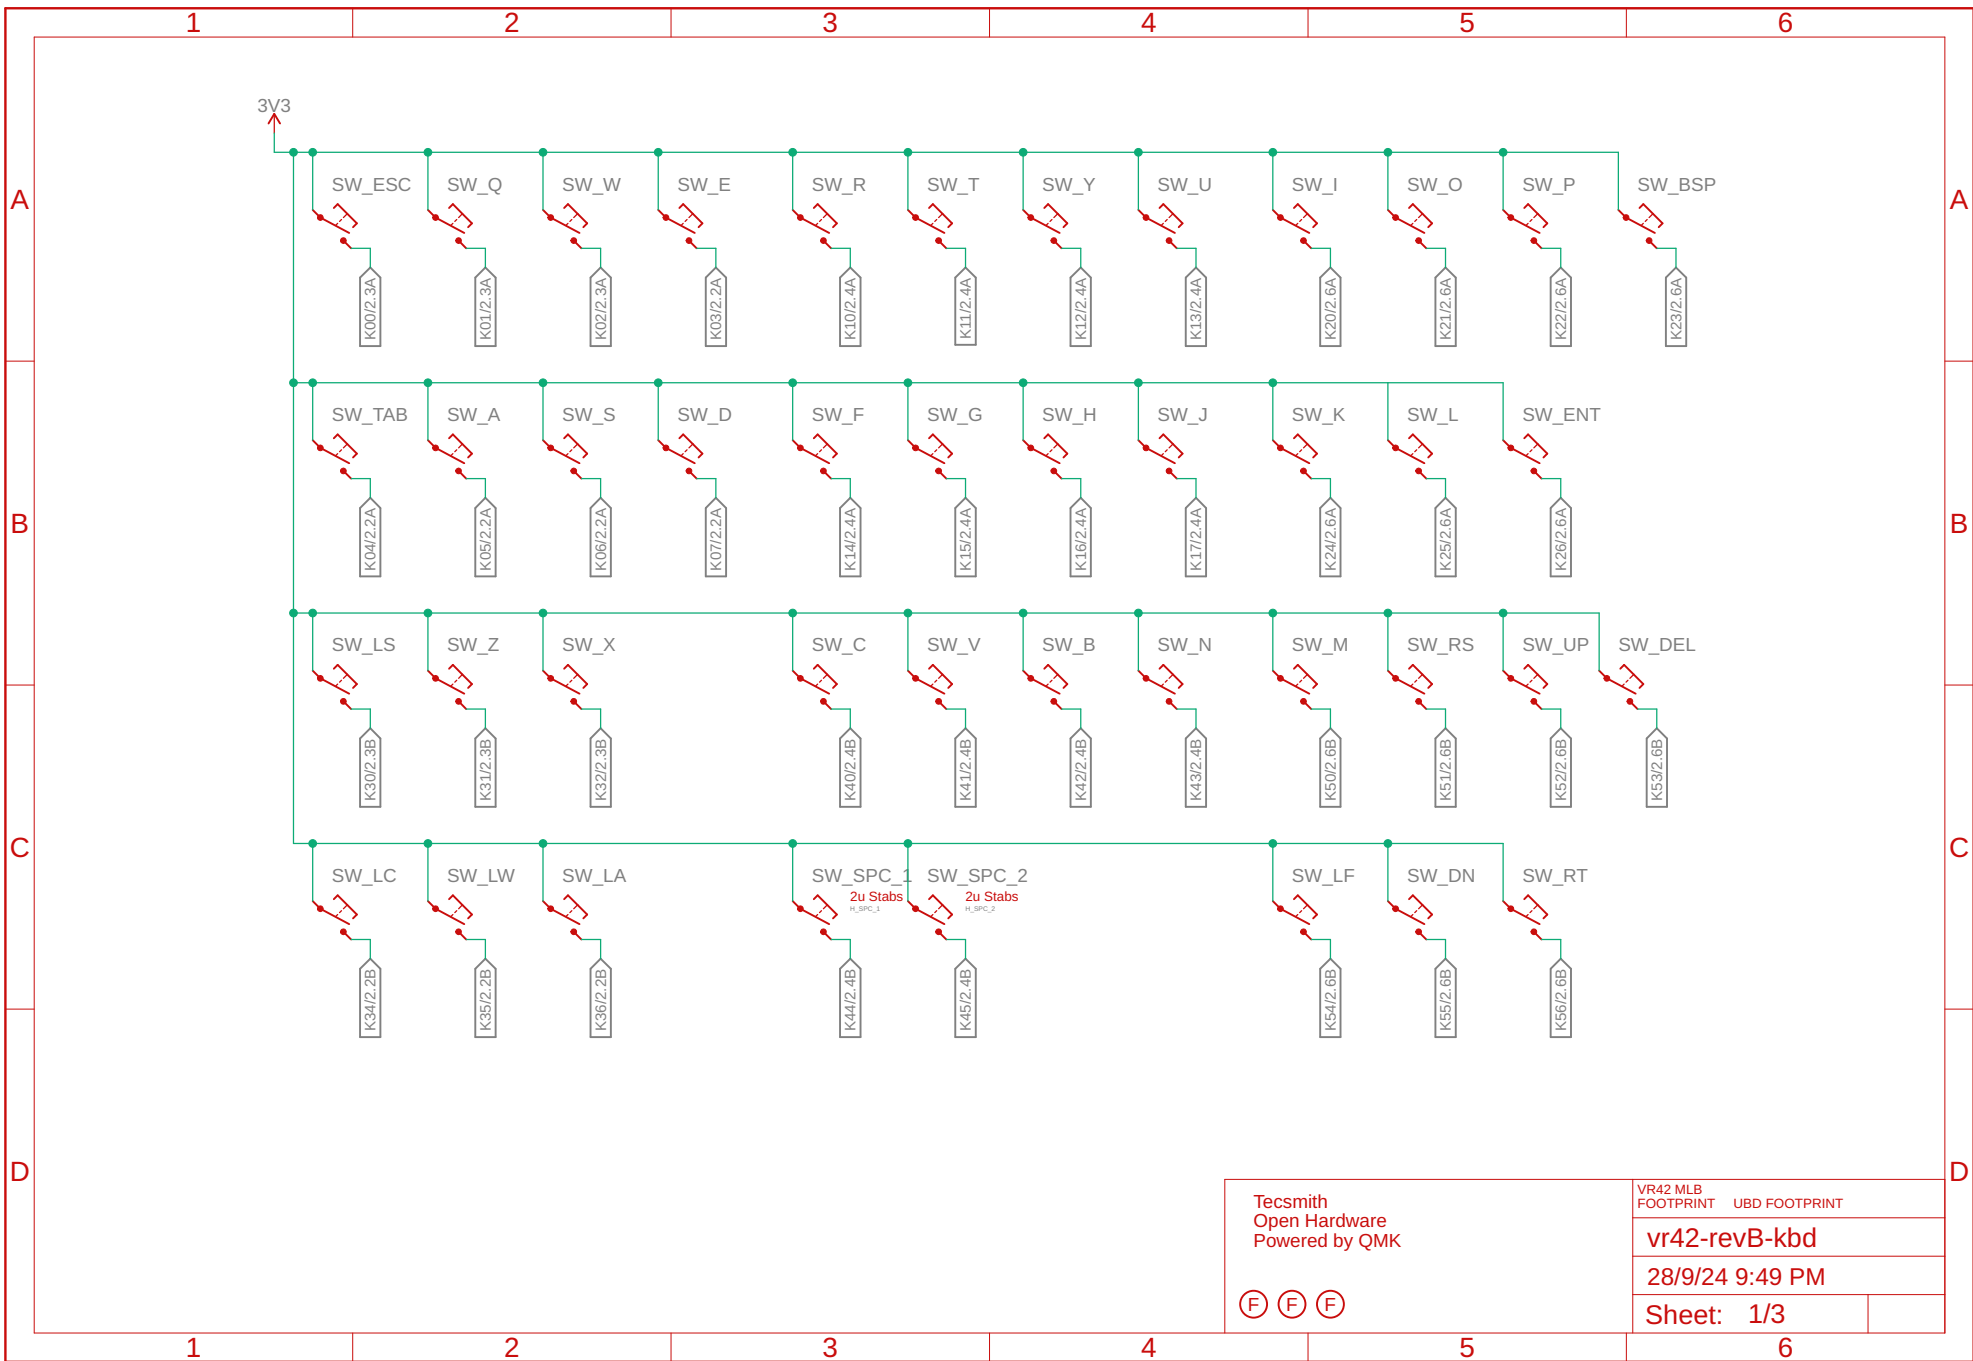 1 2 3 4 5 6
3V3
A A
SW_ESC SW_Q SW_W SW_E SW_R SW_T SW_Y SW_U SW_I SW_O SW_P SW_BSP
K00/2.3A K01/2.3A K02/2.3A K03/2.2A K10/2.4A K11/2.4A K12/2.4A K13/2.4A K20/2.6A K21/2.6A K22/2.6A K23/2.6A
SW_TAB SW_A SW_S SW_D SW_F SW_G SW_H SW_J SW_K SW_L SW_ENT
B B
K04/2.2A K05/2.2A K06/2.2A K07/2.2A K14/2.4A K15/2.4A K16/2.4A K17/2.4A K24/2.6A K25/2.6A K26/2.6A
SW_LS SW_Z SW_X SW_C SW_V SW_B SW_N SW_M SW_RS SW_UP SW_DEL
K30/2.3B K31/2.3B K32/2.3B K40/2.4B K41/2.4B K42/2.4B K43/2.4B K50/2.6B K51/2.6B K52/2.6B K53/2.6B
C C
SW_LC SW_LW SW_LA SW_SPC_1 SW_SPC_2 SW_LF SW_DN SW_RT
2u Stabs 2u Stabs
H_SPC_1 H_SPC_2
K34/2.2B K35/2.2B K36/2.2B K44/2.4B K45/2.4B K54/2.6B K55/2.6B K56/2.6B
D D
Tecsmith
Open Hardware
Powered by QMK
F F F
VR42 MLB
FOOTPRINT UBD FOOTPRINT
vr42-revB-kbd
28/9/24 9:49 PM
Sheet: 1/3
1 2 3 4 5 6